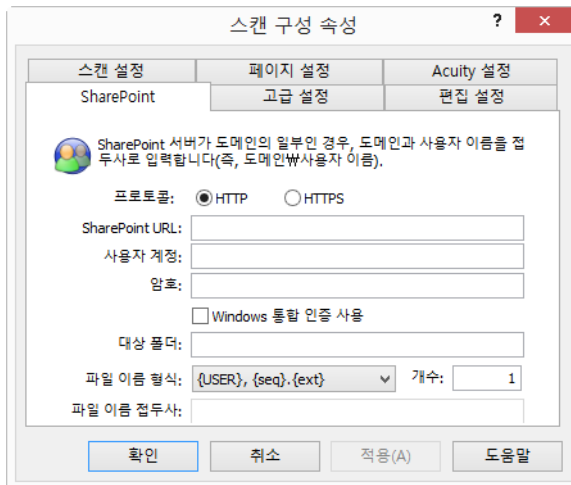 스캔 구성 속성
? ×
스캔 설정 페이지 설정 Acuity 설정
SharePoint 고급 설정 편집 설정
SharePoint 서버가 도메인의 일부인 경우, 도메인과 사용자 이름을 접
두사로 입력합니다(즉, 도메인₩사용자 이름).
프로토콜: HTTP HTTPS
SharePoint URL:
사용자 계정:
암호:
Windows 통합 인증 사용
대상 폴더:
파일 이름 형식: {USER}, {seq}.{ext} 개수: 1
파일 이름 접두사:
확인 취소 적용(A) 도움말